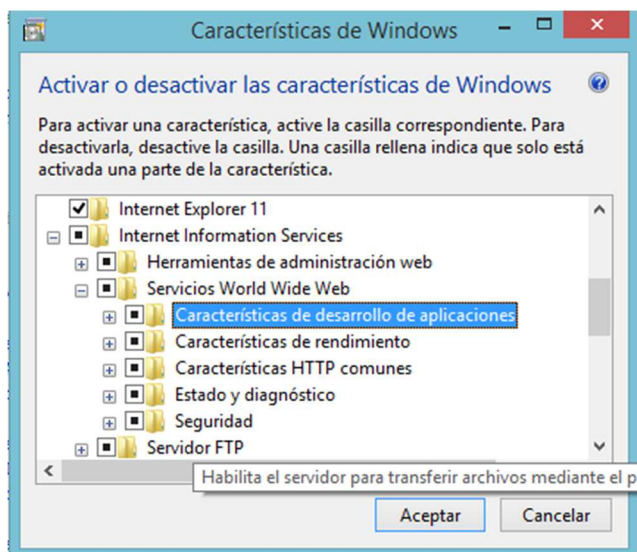 Características de Windows
Activar o desactivar las características de Windows
Para activar una característica, active la casilla correspondiente. Para
desactivarla, desactive la casilla. Una casilla rellena indica que solo está
activada una parte de la característica.
Internet Explorer 11
Internet Information Services
Herramientas de administración web
Servicios World Wide Web
Características de desarrollo de aplicaciones
Características de rendimiento
Características HTTP comunes
Estado y diagnóstico
Seguridad
Servidor FTP
Habilita el servidor para transferir archivos mediante el p
Aceptar Cancelar